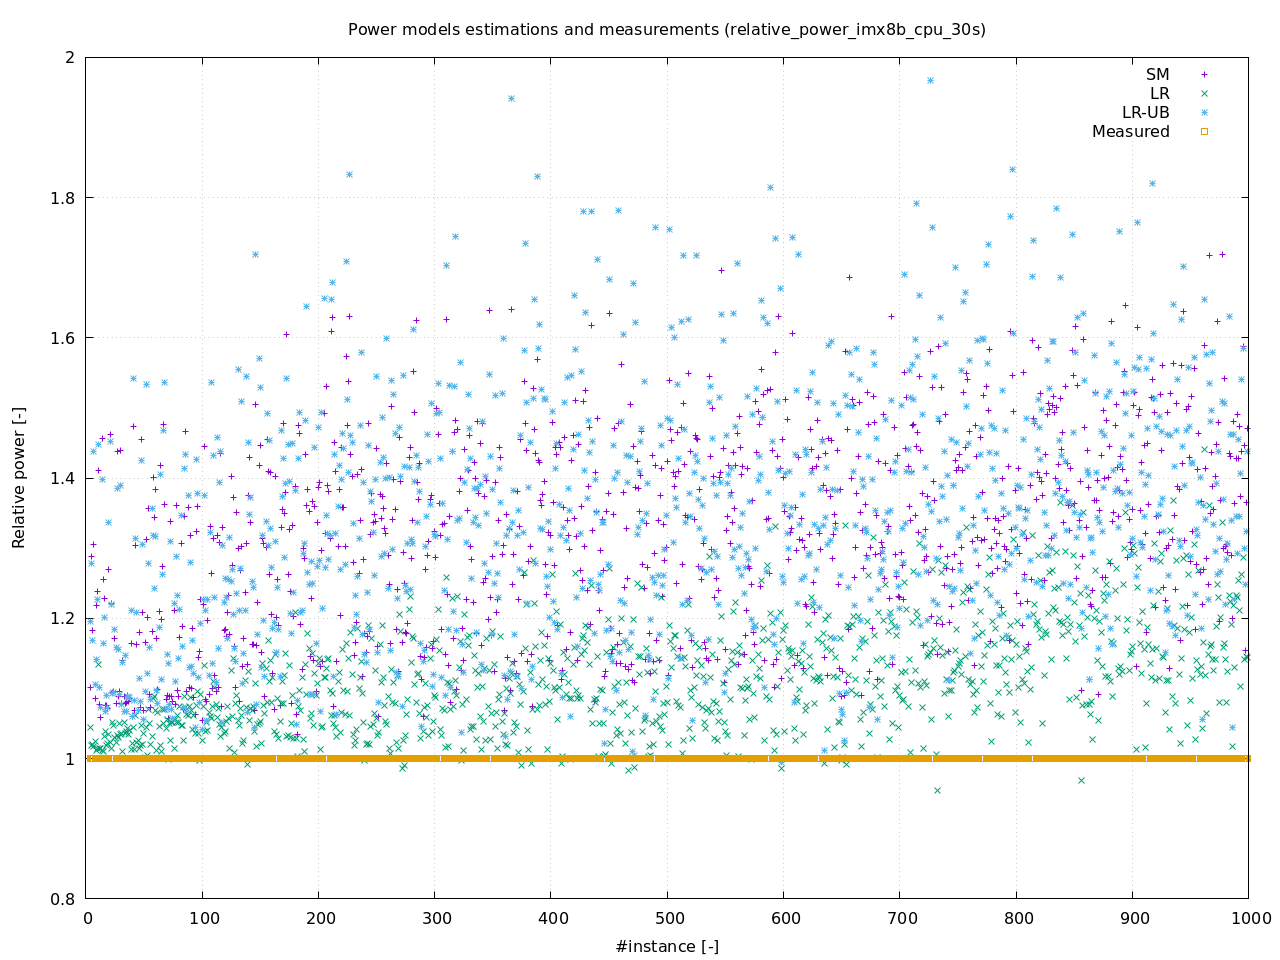 Power models estimations and measurements (relative_power_imx8b_cpu_30s)
2
SM
LR
LR-UB
Measured
1.8
1.6
1.4
1.2
1
0.8
Relative power [-]
0 100 200 300 400 500 600 700 800 900 1000
#instance [-]